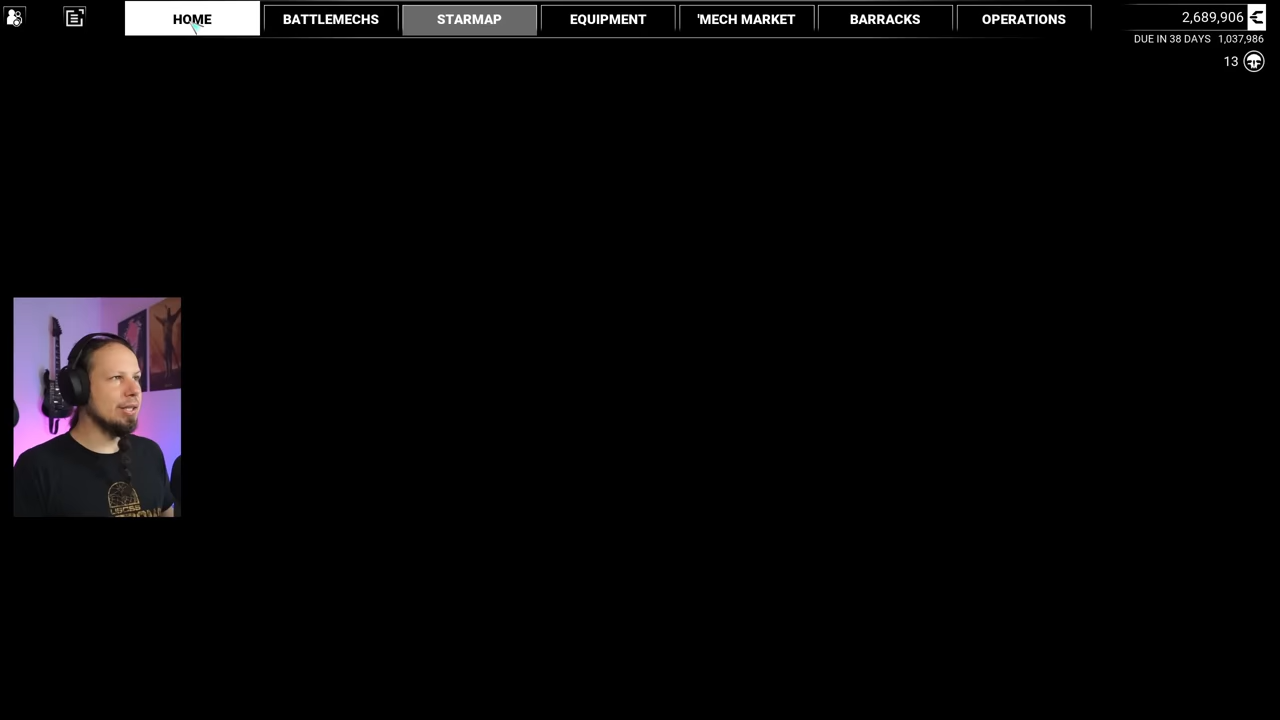 HOME
BATTLEMECHS
STARMAP
EQUIPMENT
'MECH MARKET
BARRACKS
OPERATIONS
2,689,906
DUE IN 38 DAYS 1,037,986
13
USCSS